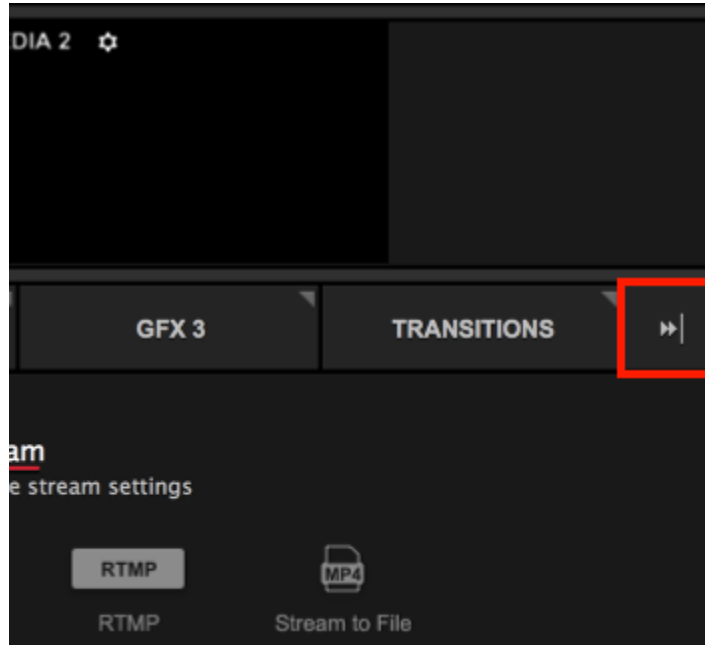 DIA 2
GFX 3 TRANSITIONS
am
e stream settings
RTMP MP4
RTMP Stream to File